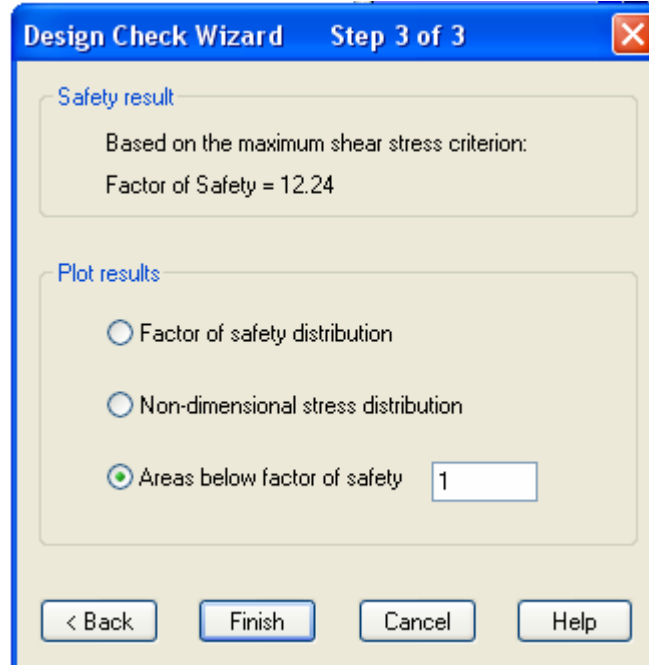 Design Check Wizard Step 3 of 3
Safety result
Based on the maximum shear stress criterion:
Factor of Safety = 12.24
Plot results
Factor of safety distribution
Non-dimensional stress distribution
Areas below factor of safety 1
< Back Finish Cancel Help